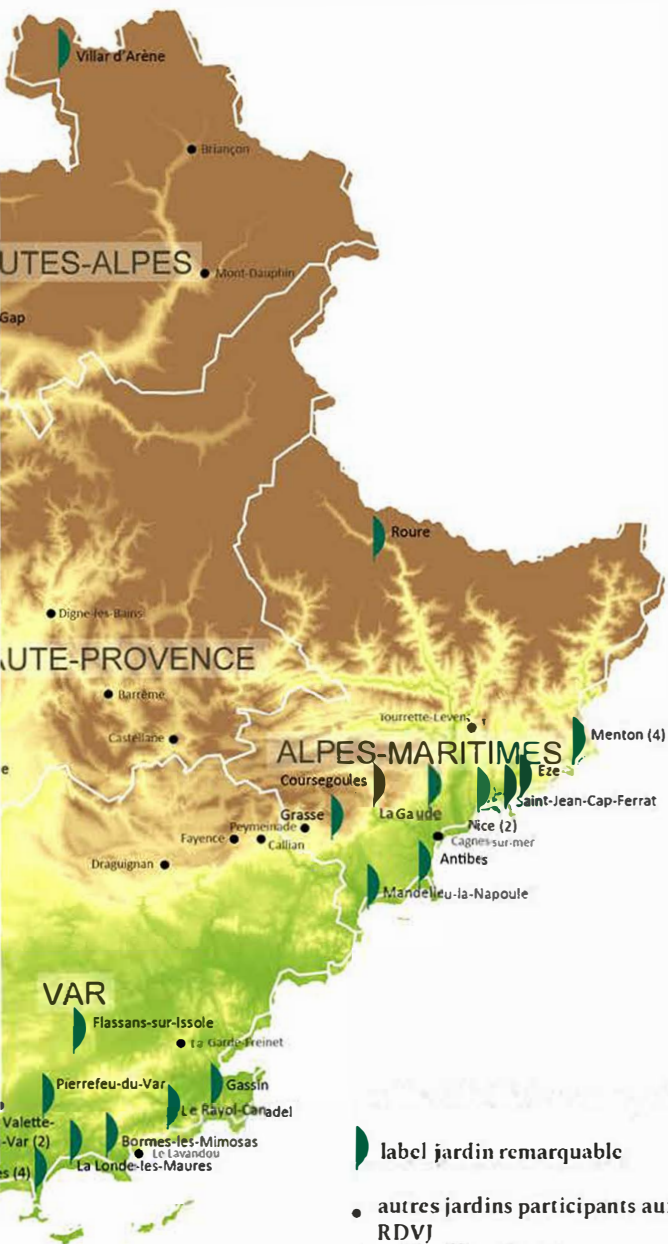 Villar d'Arène
Briançon
UTES-ALPES
Mont-Dauphin
Gap
Roure
Digne-les-Bains
AUTE-PROVENCE
Barrême
Castellane
Tourrette-Leven
Menton (4)
ALPES-MARITIMES
e
Eze
Coursegoules
Saint-Jean-Cap-Ferrat
Grasse
La Gaude
Nice (2)
Peymeinade
Fayence
Callian
Cagnes-sur-mer
Antibes
Draguignan
Mandelieu-la-Napoule
VAR
Flassans-sur-Issole
La Garde-Freinet
Pierrefeu-du-Var
Gassin
Le Rayol-Canadel
Valette-
-Var (2)
Bormes-les-Mimosas
Le Lavandou
La Londe-les-Maures
es (4)
label jardin remarquable
autres jardins participants au
RDVJ